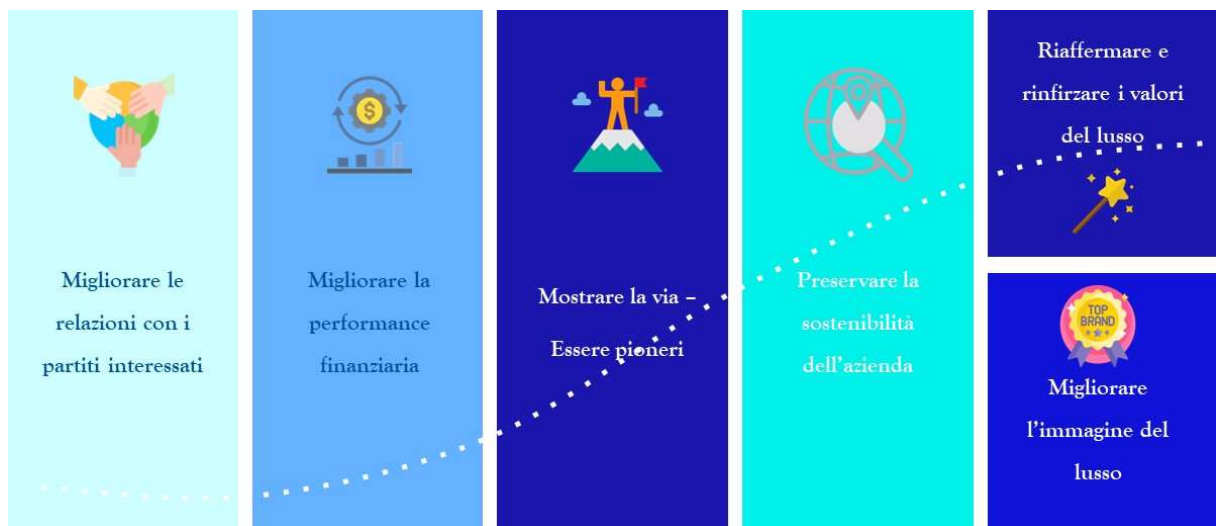 Migliorare le
relazioni con i
partiti interessati
Migliorare la
performance
finanziaria
Mostrare la via –
Essere pioneri
Preservare la
sostenibilità
dell'azienda
Riaffermare e
rinfirzare i valori
del lusso
TOP
BRAND
Migliorare
l'immagine del
lusso